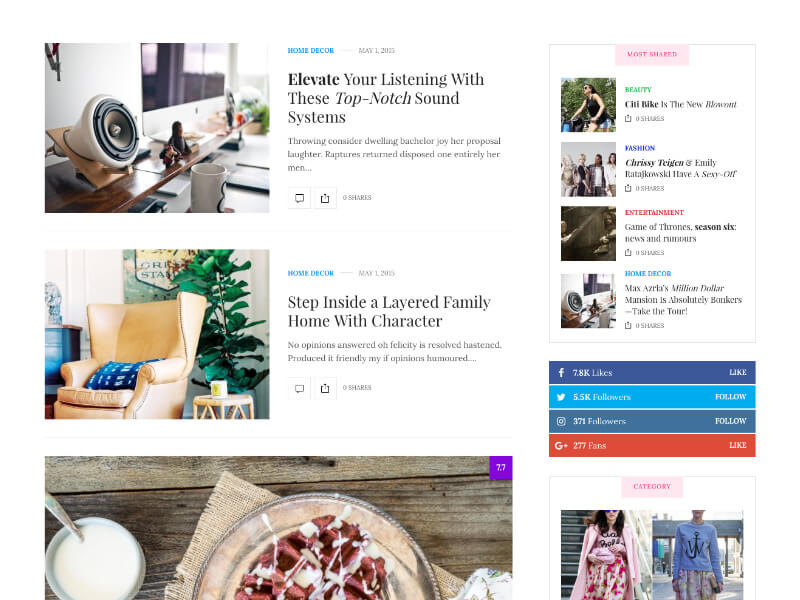 HOME DECOR
MAY 1, 2015
Elevate Your Listening With
These Top-Notch Sound
Systems
Throwing consider dwelling bachelor joy her proposal
laughter. Raptures returned disposed one entirely her
men…
0 SHARES
GRIS
STAM
HOME DECOR
MAY 1, 2015
Step Inside a Layered Family
Home With Character
No opinions answered oh felicity is resolved hastened.
Produced it friendly my if opinions humoured.…
0 SHARES
7.7
MOST SHARED
BEAUTY
Citi Bike Is The New Blowout
0 SHARES
FASHION
Chrissy Teigen & Emily
Ratajkowski Have A Sexy-Off
0 SHARES
ENTERTAINMENT
Game of Thrones, season six:
news and rumours
0 SHARES
HOME DECOR
Max Azria's Million Dollar
Mansion Is Absolutely Bonkers
—Take the Tour!
0 SHARES
7.8K Likes LIKE
5.5K Followers FOLLOW
371 Followers FOLLOW
277 Fans LIKE
CATEGORY